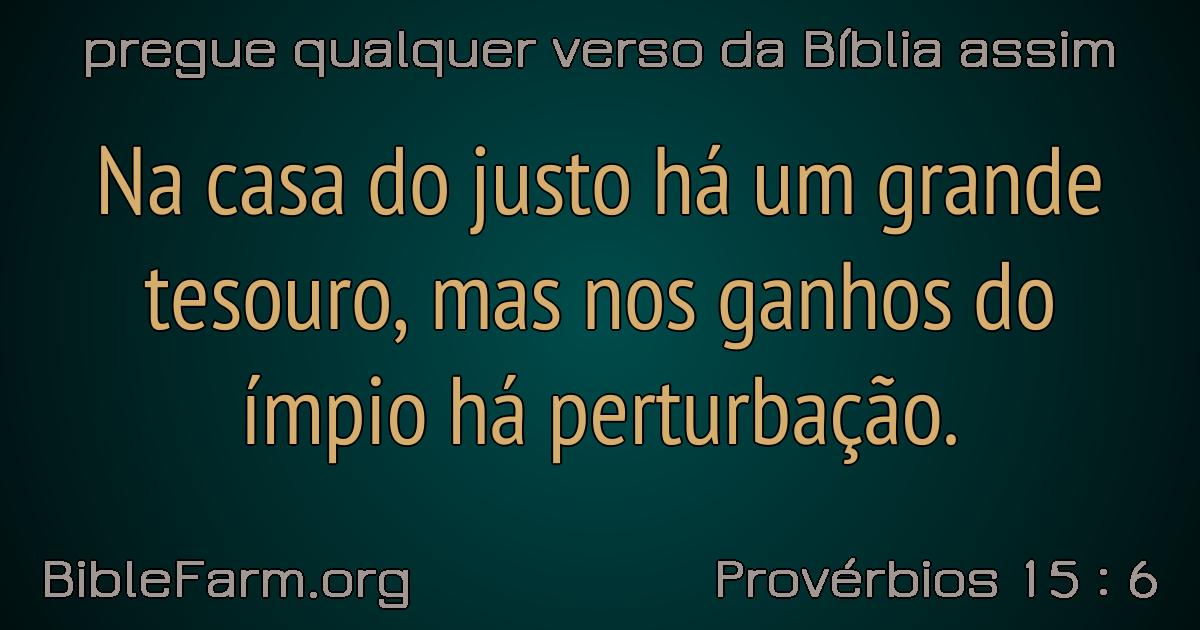 pregue qualquer verso da Bíblia assim
Na casa do justo há um grande
tesouro, mas nos ganhos do
ímpio há perturbação.
BibleFarm.org
Provérbios 15 : 6